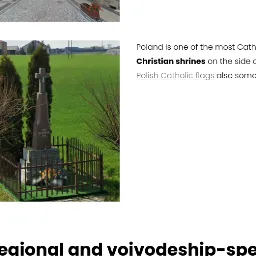 Poland is one of the most Cath
Christian shrines on the side o
Polish Catholic flags also some
egional and voivodeship-spe